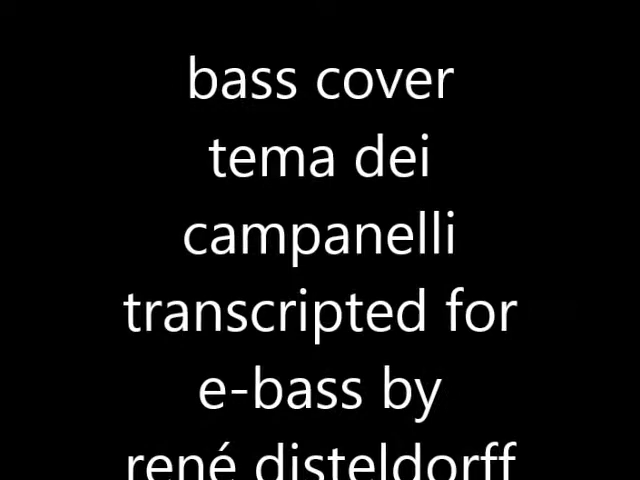 bass cover
tema dei
campanelli
transcripted for
e-bass by
rené disteldorff